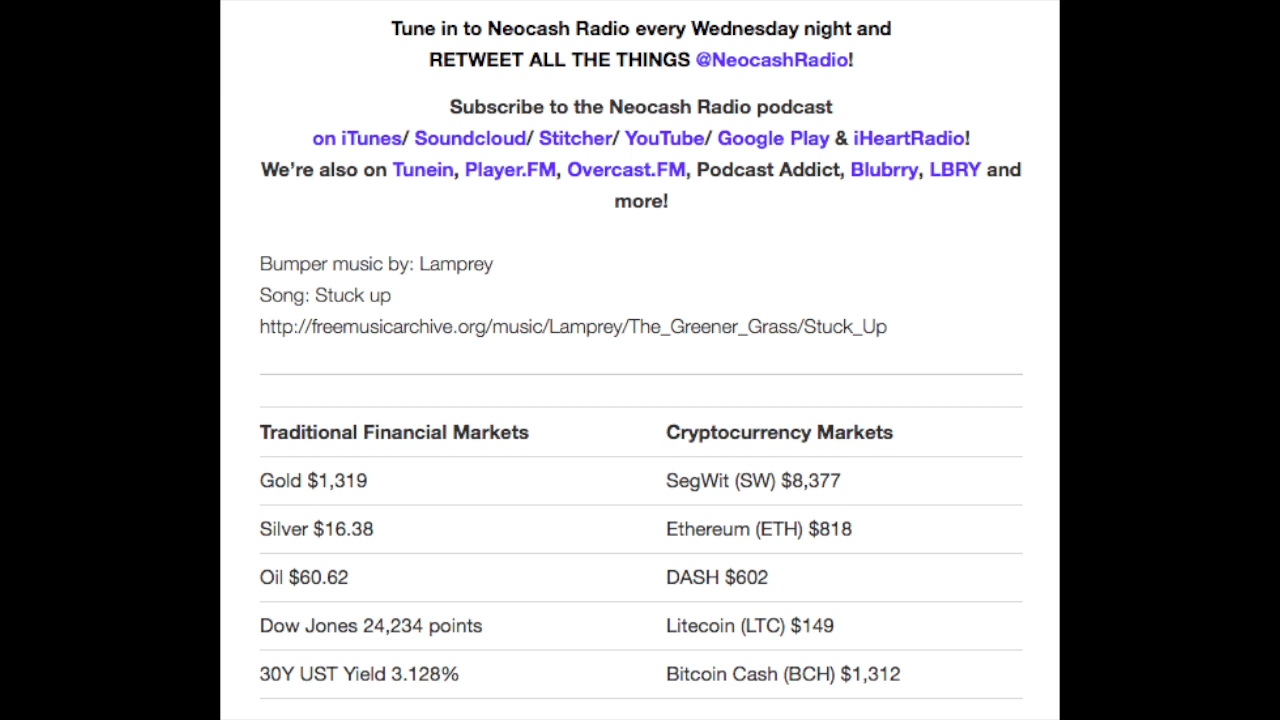 Tune in to Neocash Radio every Wednesday night and
RETWEET ALL THE THINGS @NeocashRadio!
Subscribe to the Neocash Radio podcast
on iTunes/ Soundcloud/ Stitcher/ YouTube/ Google Play & iHeartRadio!
We’re also on Tunein, Player.FM, Overcast.FM, Podcast Addict, Blubrry, LBRY and
more!
Bumper music by: Lamprey
Song: Stuck up
http://freemusicarchive.org/music/Lamprey/The_Greener_Grass/Stuck_Up
Traditional Financial Markets Cryptocurrency Markets
Gold $1,319 SegWit (SW) $8,377
Silver $16.38 Ethereum (ETH) $818
Oil $60.62 DASH $602
Dow Jones 24,234 points Litecoin (LTC) $149
30Y UST Yield 3.128% Bitcoin Cash (BCH) $1,312